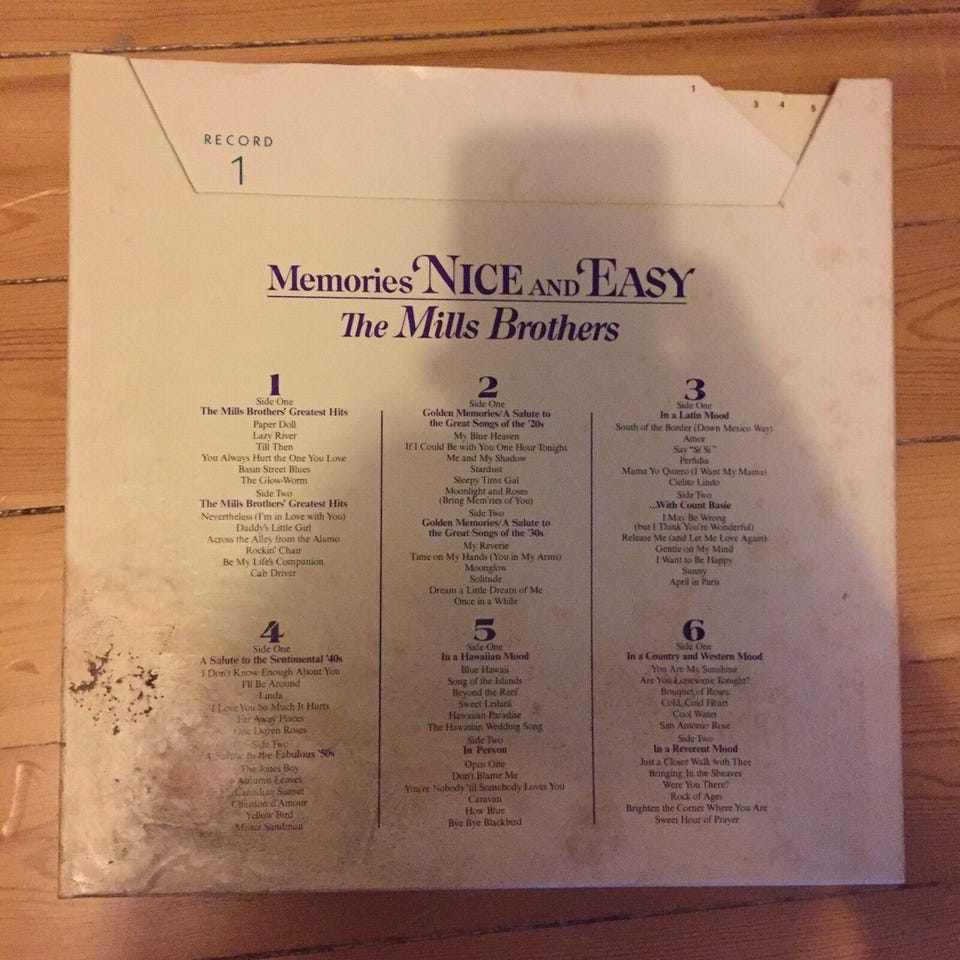 1
3 4 5
RECORD
1
Memories NICE AND EASY
The Mills Brothers
1
Side One
The Mills Brothers' Greatest Hits
Paper Doll
Lazy River
Till Then
You Always Hurt the One You Love
Basin Street Blues
The Glow-Worm
Side Two
The Mills Brothers' Greatest Hits
Nevertheless (I'm in Love with You)
Daddy's Little Girl
Across the Alley from the Alamo
Rockin' Chair
Be My Life's Companion
Cab Driver
2
Side One
Golden Memories/A Salute to
the Great Songs of the '20s
My Blue Heaven
If I Could Be with You One Hour Tonight
Me and My Shadow
Stardust
Sleepy Time Gal
Moonlight and Roses
(Bring Mem'ries of You)
Side Two
Golden Memories/A Salute to
the Great Songs of the '30s
My Reverie
Time on My Hands (You in My Arms)
Moonglow
Solitude
Dream a Little Dream of Me
Once in a While
3
Side One
In a Latin Mood
South of the Border (Down Mexico Way)
Amor
Say "Sí Sí"
Perfidia
Mama Yo Quiero (I Want My Mama)
Cielito Lindo
Side Two
...With Count Basie
I May Be Wrong
(but I Think You're Wonderful)
Release Me (and Let Me Love Again)
Gentle on My Mind
I Want to Be Happy
Sunny
April in Paris
4
Side One
A Salute to the Sentimental '40s
I Don't Know Enough About You
I'll Be Around
Linda
I Love You So Much It Hurts
Far Away Places
One Dozen Roses
Side Two
A Salute to the Fabulous '50s
The Jones Boy
Autumn Leaves
Canadian Sunset
Chanson d'Amour
Yellow Bird
Mister Sandman
5
Side One
In a Hawaiian Mood
Blue Hawaii
Song of the Islands
Beyond the Reef
Sweet Leilani
Hawaiian Paradise
The Hawaiian Wedding Song
Side Two
In Person
Opus One
Don't Blame Me
You're Nobody 'til Somebody Loves You
Caravan
How Blue
Bye Bye Blackbird
6
Side One
In a Country and Western Mood
You Are My Sunshine
Are You Lonesome Tonight?
Bouquet of Roses
Cold, Cold Heart
Cool Water
San Antonio Rose
Side Two
In a Reverent Mood
Just a Closer Walk with Thee
Bringing In the Sheaves
Were You There?
Rock of Ages
Brighten the Corner Where You Are
Sweet Hour of Prayer